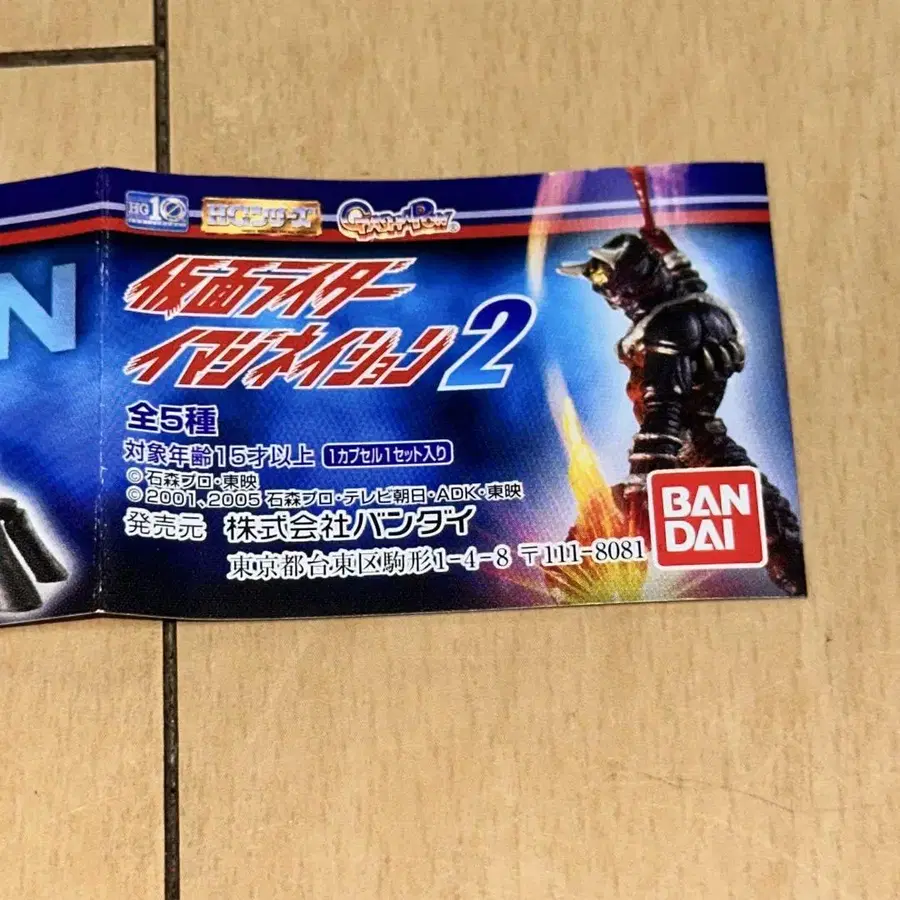 HG10
HGシリーズ
GASHAPON®
N
仮面ライダー
イマジネイション2
全5種
対象年齢15才以上 1カプセル1セット入り
©石森プロ・東映
©2001、2005 石森プロ・テレビ朝日・ADK・東映
発売元 株式会社バンダイ
東京都台東区駒形1-4-8 〒111-8081
BAN
DAI